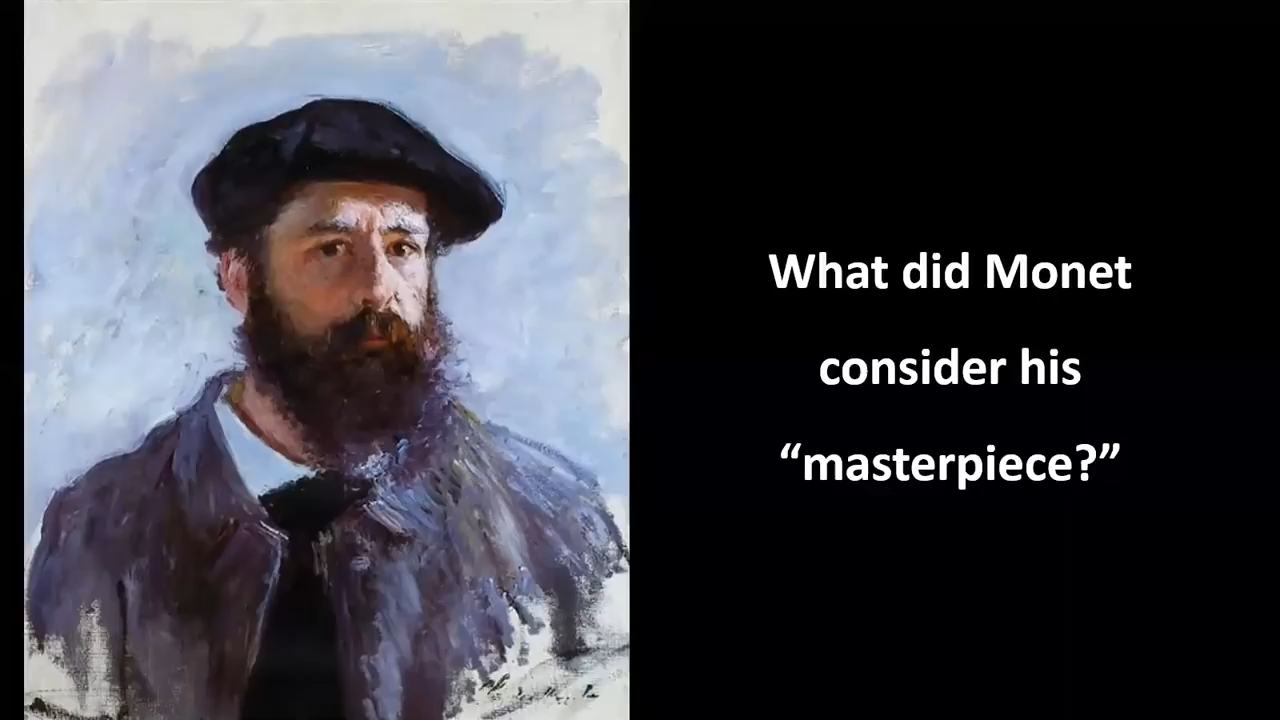 What did Monet
consider his
“masterpiece?”